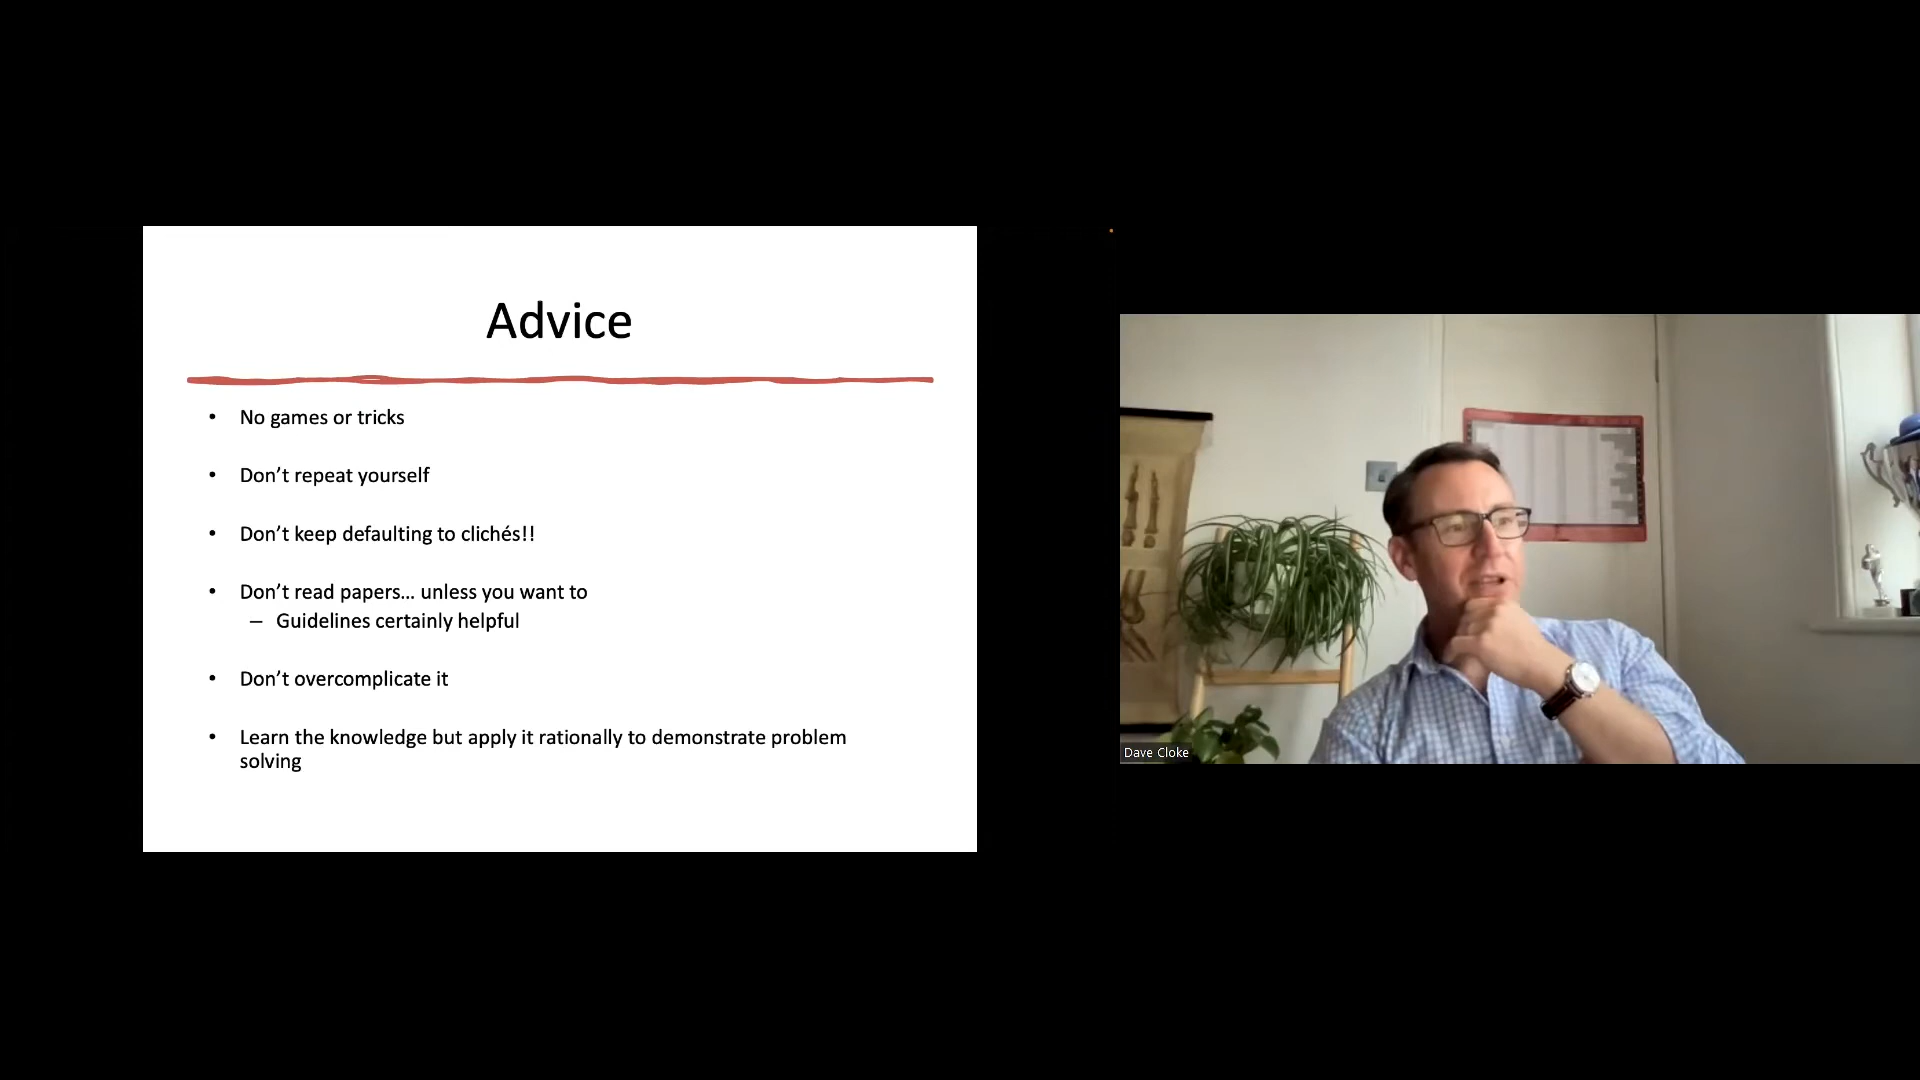 Advice
• No games or tricks
• Don’t repeat yourself
• Don’t keep defaulting to clichés!!
• Don’t read papers... unless you want to
– Guidelines certainly helpful
• Don’t overcomplicate it
• Learn the knowledge but apply it rationally to demonstrate problem
solving
Dave Cloke